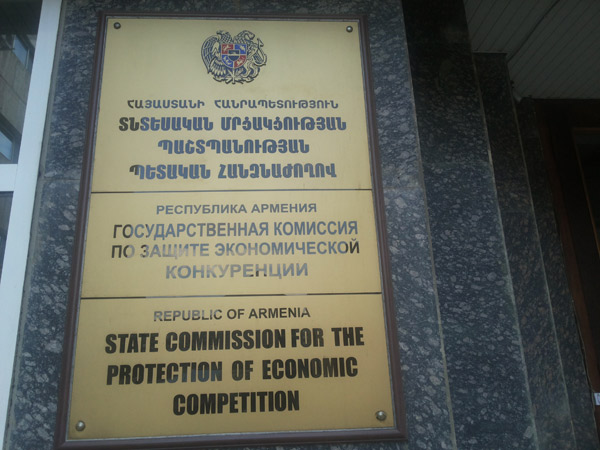 ՀԱՅԱՍՏԱՆԻ ՀԱՆՐԱՊԵՏՈՒԹՅՈՒՆ
ՏՆՏԵՍԱԿԱՆ ՄՐՑԱԿՑՈՒԹՅԱՆ
ՊԱՇՏՊԱՆՈՒԹՅԱՆ
ՊԵՏԱԿԱՆ ՀԱՆՁՆԱԺՈՂՈՎ
РЕСПУБЛИКА АРМЕНИЯ
ГОСУДАРСТВЕННАЯ КОМИССИЯ
ПО ЗАЩИТЕ ЭКОНОМИЧЕСКОЙ
КОНКУРЕНЦИИ
REPUBLIC OF ARMENIA
STATE COMMISSION FOR THE
PROTECTION OF ECONOMIC
COMPETITION